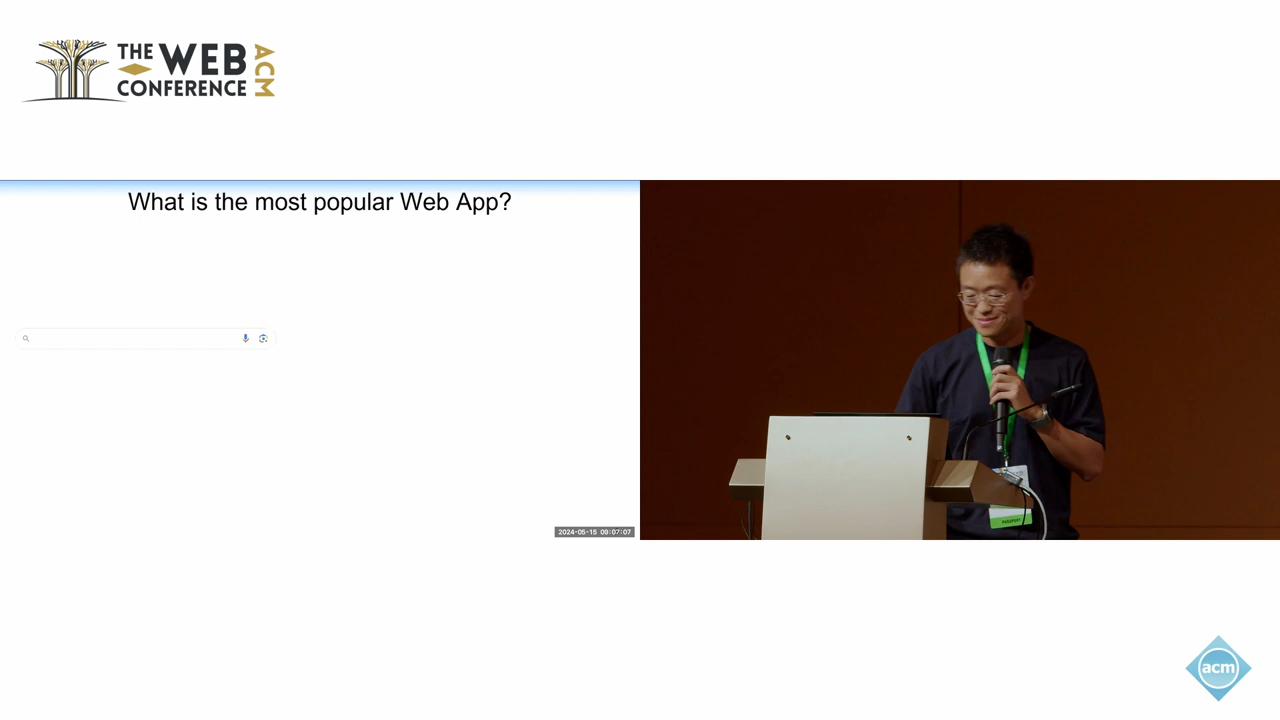 THE WEB
CONFERENCE
ACM
What is the most popular Web App?
2024-05-15 09:07:07
acm